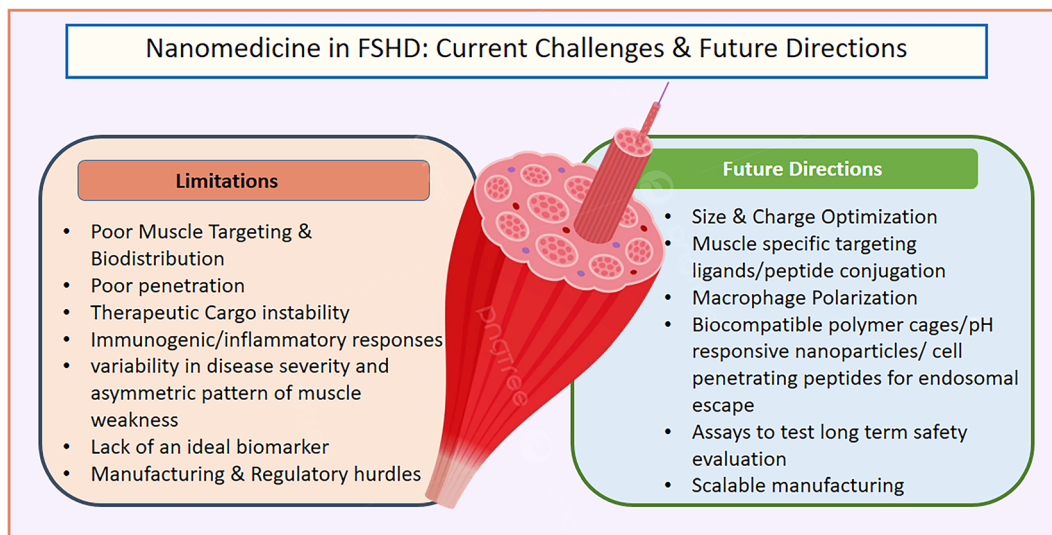 Nanomedicine in FSHD: Current Challenges & Future Directions
Limitations
• Poor Muscle Targeting &
Biodistribution
• Poor penetration
• Therapeutic Cargo instability
• Immunogenic/inflammatory responses
• variability in disease severity and
asymmetric pattern of muscle
weakness
• Lack of an ideal biomarker
• Manufacturing & Regulatory hurdles
Future Directions
• Size & Charge Optimization
• Muscle specific targeting
ligands/peptide conjugation
• Macrophage Polarization
• Biocompatible polymer cages/pH
responsive nanoparticles/ cell
penetrating peptides for endosomal
escape
• Assays to test long term safety
evaluation
• Scalable manufacturing
pngtree